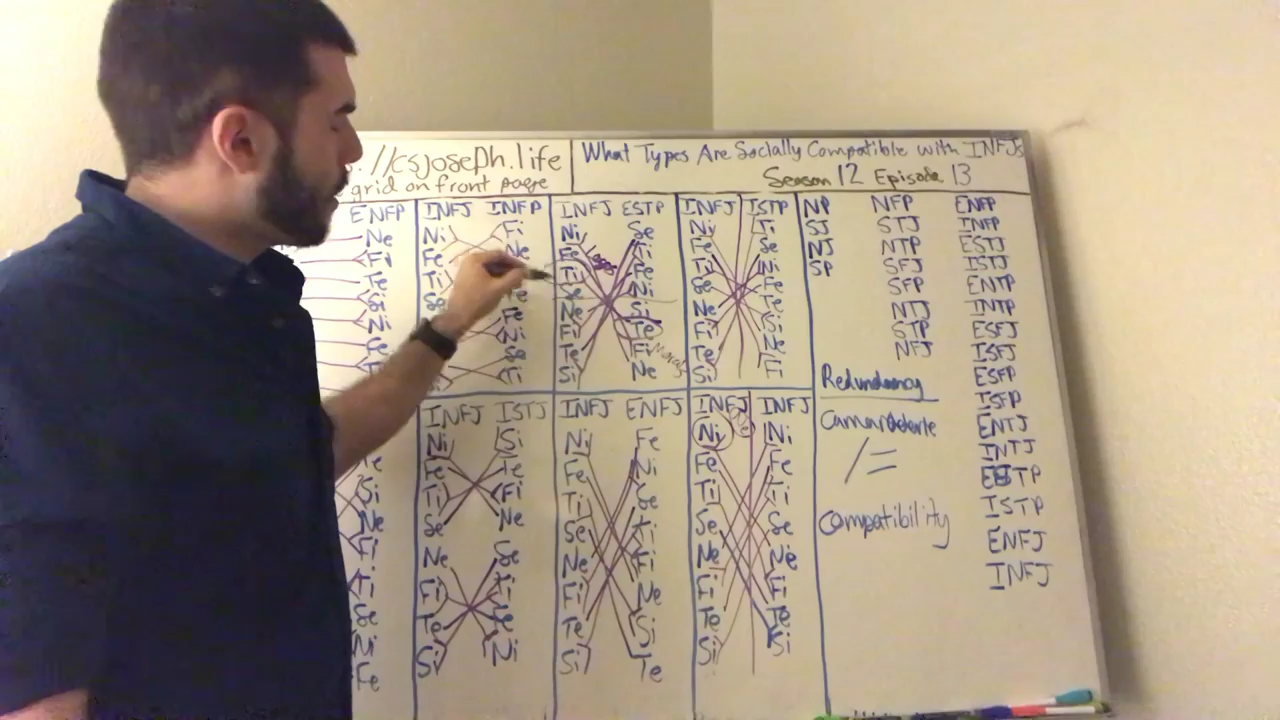 ://csjoseph.life
grid on front page
What Types Are Socially Compatible with INFJs
Season 12 Episode 13
ENFP
Ne
Fi
Te
Si
Ni
INFJ INFP
Ni Fi
Fe Ne
Ti
Se Te
Fe
Ni
Se
Ti
INFJ ESTP
Ni Se
Fe Ti
Ti Fe
Se Ni
Ne Si
Fi Te
Te Fi
Si Ne
INFJ ISTP
Ni Ti
Fe Se
Ti Ni
Se Fe
Ne Te
Fi Si
Te Ne
Si Fi
NP NFP ENFP
SJ STJ INFP
NJ NTP ESTJ
SP SFJ ISTJ
SFP ENTP
NTJ INTP
STP ESFJ
NFJ ISFJ
ESFP
ISFP
ENTJ
INTJ
ESTP
ISTP
ENFJ
INFJ
Redundancy
Camaraderie
/=
Compatibility
Te
Si
Ne
Fi
Ti
Se
Ni
Fe
INFJ ISTJ
Ni Si
Fe Te
Ti Fi
Se Ne
Ne Se
Fi Ti
Te Fe
Si Ni
INFJ ENFJ
Ni Fe
Fe Ni
Ti Se
Se Ti
Ne Fi
Fi Ne
Te Si
Si Te
INFJ INFJ
Ni Ni
Fe Fe
Ti Ti
Se Se
Ne Ne
Fi Fi
Te Te
Si Si